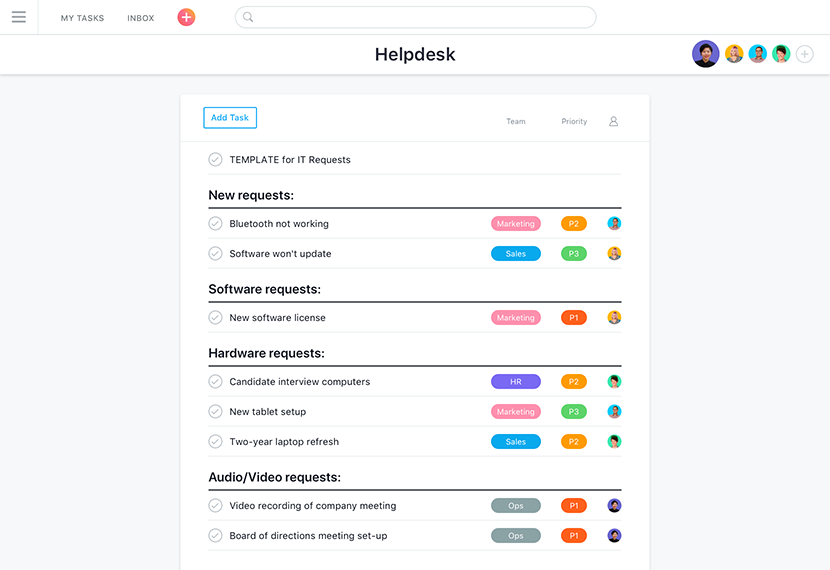 MY TASKS INBOX
Helpdesk
Add Task Team Priority
TEMPLATE for IT Requests
New requests:
Bluetooth not working Marketing P2
Software won't update Sales P3
Software requests:
New software license Marketing P1
Hardware requests:
Candidate interview computers HR P2
New tablet setup Marketing P3
Two-year laptop refresh Sales P2
Audio/Video requests:
Video recording of company meeting Ops P1
Board of directions meeting set-up Ops P1